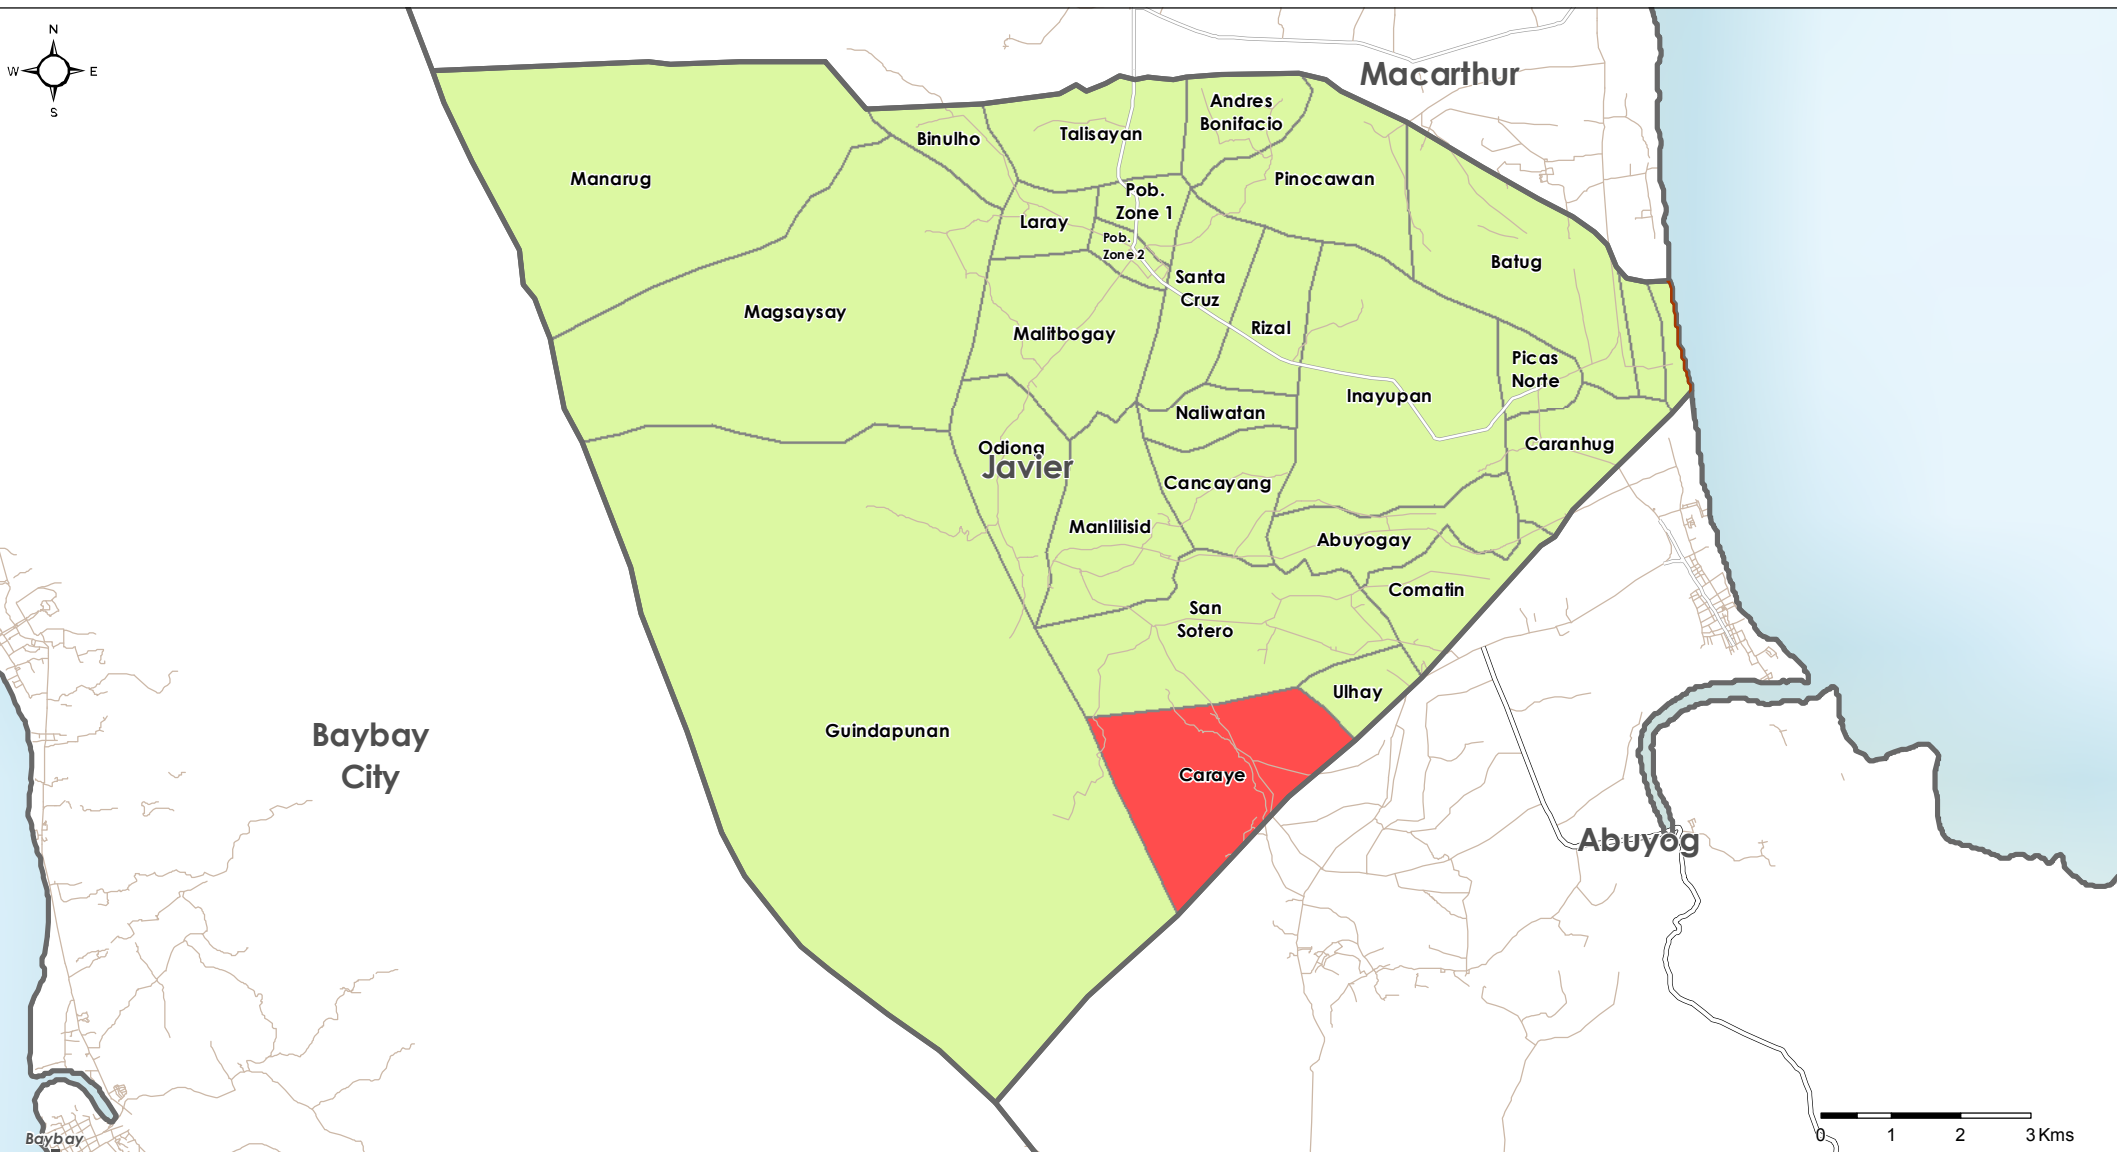 N
W
E
S
Macarthur
Andres
Bonifacio
Talisayan
Binulho
Manarug
Pinocawan
Pob.
Zone 1
Laray
Pob.
Zone 2
Batug
Santa
Cruz
Magsaysay
Rizal
Malitbogay
Picas
Norte
Inayupan
Naliwatan
Caranhug
Odiong
Javier
Cancayang
Manlilisid
Abuyogay
Comatin
San
Sotero
Ulhay
Guindapunan
Baybay
City
Caraye
Abuyog
Baybay
0 1 2 3 Kms